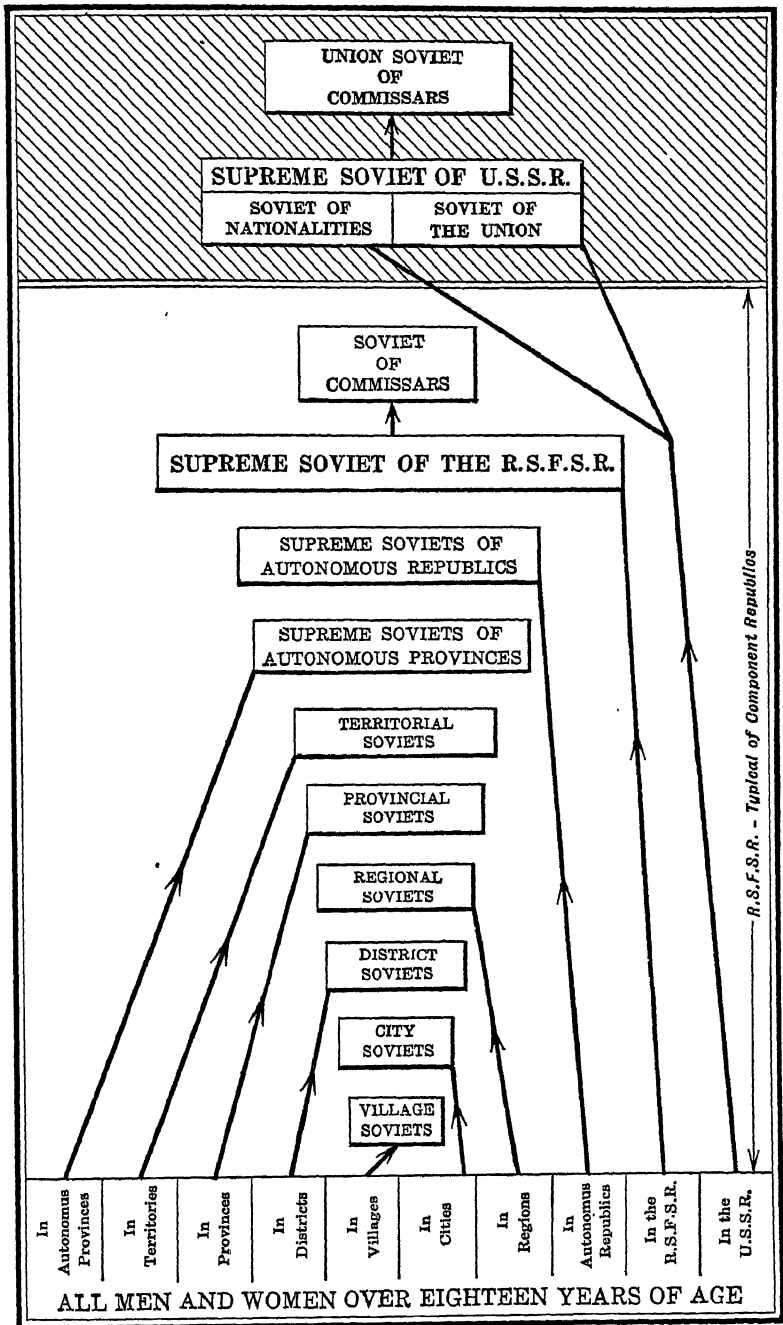 UNION SOVIET
OF
COMMISSARS
SUPREME SOVIET OF U.S.S.R.
SOVIET OF
NATIONALITIES
SOVIET OF
THE UNION
SOVIET
OF
COMMISSARS
SUPREME SOVIET OF THE R.S.F.S.R.
SUPREME SOVIETS OF
AUTONOMOUS REPUBLICS
SUPREME SOVIETS OF
AUTONOMOUS PROVINCES
TERRITORIAL
SOVIETS
PROVINCIAL
SOVIETS
REGIONAL
SOVIETS
DISTRICT
SOVIETS
CITY
SOVIETS
VILLAGE
SOVIETS
R.S.F.S.R. - Typical of Component Republics
In
Autonomus
Provinces
In
Territories
In
Provinces
In
Districts
In
Villages
In
Cities
In
Regions
In
Autonomous
Republics
In the
R.S.F.S.R.
In the
U.S.S.R.
ALL MEN AND WOMEN OVER EIGHTEEN YEARS OF AGE